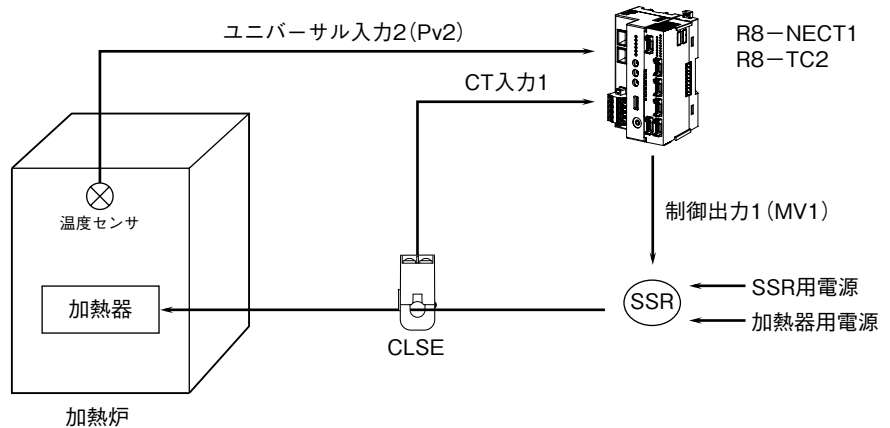 ユニバーサル入力2(Pv2)
R8-NECT1
R8-TC2
CT入力1
温度センサ
制御出力1(MV1)
加熱器
SSR
SSR用電源
加熱器用電源
CLSE
加熱炉